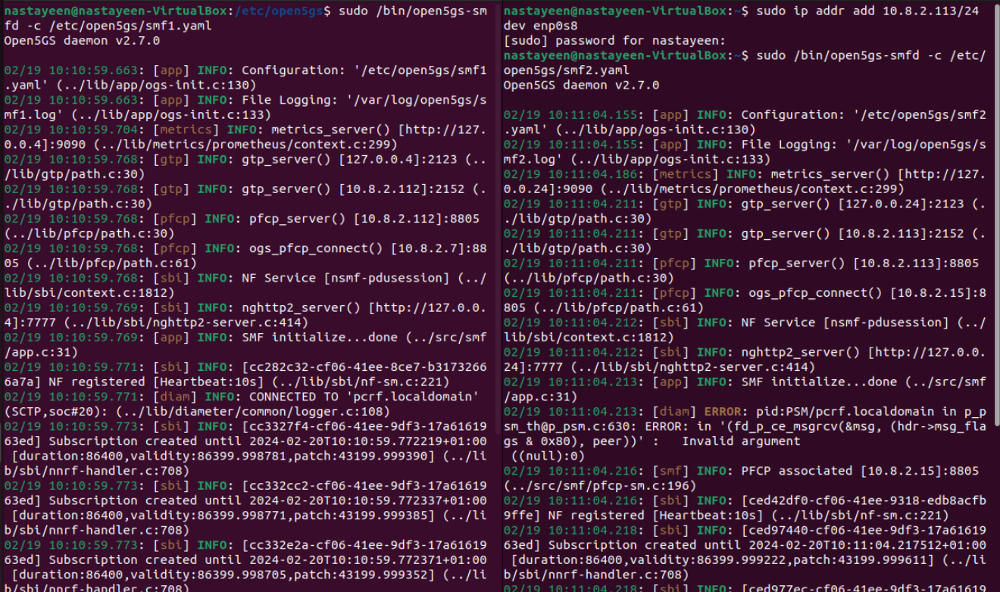 nastayeen@nastayeen-VirtualBox:/etc/open5gs$ sudo /bin/open5gs-sm
fd -c /etc/open5gs/smf1.yaml
Open5GS daemon v2.7.0
02/19 10:10:59.663: [app] INFO: Configuration: '/etc/open5gs/smf1
.yaml' (../lib/app/ogs-init.c:130)
02/19 10:10:59.663: [app] INFO: File Logging: '/var/log/open5gs/s
mf1.log' (../lib/app/ogs-init.c:133)
02/19 10:10:59.704: [metrics] INFO: metrics_server() [http://127.
0.0.4]:9090 (../lib/metrics/prometheus/context.c:299)
02/19 10:10:59.768: [gtp] INFO: gtp_server() [127.0.0.4]:2123 (..
/lib/gtp/path.c:30)
02/19 10:10:59.768: [gtp] INFO: gtp_server() [10.8.2.112]:2152 (.
./lib/gtp/path.c:30)
02/19 10:10:59.768: [pfcp] INFO: pfcp_server() [10.8.2.112]:8805
(../lib/pfcp/path.c:30)
02/19 10:10:59.768: [pfcp] INFO: ogs_pfcp_connect() [10.8.2.7]:88
05 (../lib/pfcp/path.c:61)
02/19 10:10:59.768: [sbi] INFO: NF Service [nsmf-pdusession] (../
lib/sbi/context.c:1812)
02/19 10:10:59.769: [sbi] INFO: nghttp2_server() [http://127.0.0.
4]:7777 (../lib/sbi/nghttp2-server.c:414)
02/19 10:10:59.769: [app] INFO: SMF initialize...done (../src/smf
/app.c:31)
02/19 10:10:59.771: [sbi] INFO: [cc282c32-cf06-41ee-8ce7-b3173266
6a7a] NF registered [Heartbeat:10s] (../lib/sbi/nf-sm.c:221)
02/19 10:10:59.771: [diam] INFO: CONNECTED TO 'pcrf.localdomain'
(SCTP,soc#20): (../lib/diameter/common/logger.c:108)
02/19 10:10:59.773: [sbi] INFO: [cc3327f4-cf06-41ee-9df3-17a61619
63ed] Subscription created until 2024-02-20T10:10:59.772219+01:00
[duration:86400,validity:86399.998781,patch:43199.999390] (../li
b/sbi/nnrf-handler.c:708)
02/19 10:10:59.773: [sbi] INFO: [cc332cc2-cf06-41ee-9df3-17a61619
63ed] Subscription created until 2024-02-20T10:10:59.772337+01:00
[duration:86400,validity:86399.998771,patch:43199.999385] (../li
b/sbi/nnrf-handler.c:708)
02/19 10:10:59.773: [sbi] INFO: [cc332e2a-cf06-41ee-9df3-17a61619
63ed] Subscription created until 2024-02-20T10:10:59.772371+01:00
[duration:86400,validity:86399.998705,patch:43199.999352] (../li
b/sbi/nnrf-handler.c:708)
nastayeen@nastayeen-VirtualBox:~$ sudo ip addr add 10.8.2.113/24
dev enp0s8
[sudo] password for nastayeen:
nastayeen@nastayeen-VirtualBox:~$ sudo /bin/open5gs-smfd -c /etc/
open5gs/smf2.yaml
Open5GS daemon v2.7.0
02/19 10:11:04.155: [app] INFO: Configuration: '/etc/open5gs/smf2
.yaml' (../lib/app/ogs-init.c:130)
02/19 10:11:04.155: [app] INFO: File Logging: '/var/log/open5gs/s
mf2.log' (../lib/app/ogs-init.c:133)
02/19 10:11:04.186: [metrics] INFO: metrics_server() [http://127.
0.0.24]:9090 (../lib/metrics/prometheus/context.c:299)
02/19 10:11:04.211: [gtp] INFO: gtp_server() [127.0.0.24]:2123 (.
./lib/gtp/path.c:30)
02/19 10:11:04.211: [gtp] INFO: gtp_server() [10.8.2.113]:2152 (.
./lib/gtp/path.c:30)
02/19 10:11:04.211: [pfcp] INFO: pfcp_server() [10.8.2.113]:8805
(../lib/pfcp/path.c:30)
02/19 10:11:04.211: [pfcp] INFO: ogs_pfcp_connect() [10.8.2.15]:8
805 (../lib/pfcp/path.c:61)
02/19 10:11:04.212: [sbi] INFO: NF Service [nsmf-pdusession] (../
lib/sbi/context.c:1812)
02/19 10:11:04.212: [sbi] INFO: nghttp2_server() [http://127.0.0.
24]:7777 (../lib/sbi/nghttp2-server.c:414)
02/19 10:11:04.213: [app] INFO: SMF initialize...done (../src/smf
/app.c:31)
02/19 10:11:04.213: [diam] ERROR: pid:PSM/pcrf.localdomain in p_p
sm_th@p_psm.c:630: ERROR: in '(fd_p_ce_msgrcv(&msg, (hdr->msg_fla
gs & 0x80), peer))' :   Invalid argument
((null):0)
02/19 10:11:04.216: [smf] INFO: PFCP associated [10.8.2.15]:8805
(../src/smf/pfcp-sm.c:196)
02/19 10:11:04.216: [sbi] INFO: [ced42df0-cf06-41ee-9318-edb8acfb
9ffe] NF registered [Heartbeat:10s] (../lib/sbi/nf-sm.c:221)
02/19 10:11:04.218: [sbi] INFO: [ced97440-cf06-41ee-9df3-17a61619
63ed] Subscription created until 2024-02-20T10:11:04.217512+01:00
[duration:86400,validity:86399.999222,patch:43199.999611] (../li
b/sbi/nnrf-handler.c:708)
02/19 10:11:04.218: [sbi] INFO: [ced977ec-cf06-41ee-9df3-17a61619